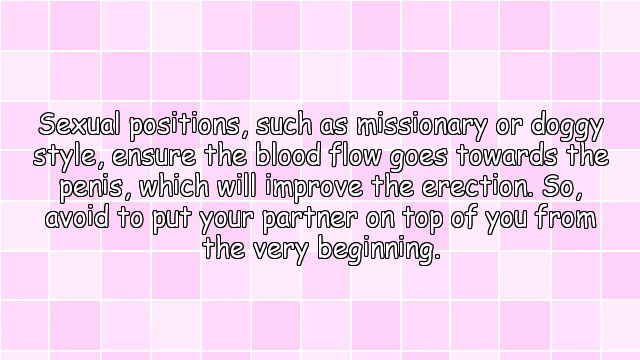 Sexual positions, such as missionary or doggy
style, ensure the blood flow goes towards the
penis, which will improve the erection. So,
avoid to put your partner on top of you from
the very beginning.